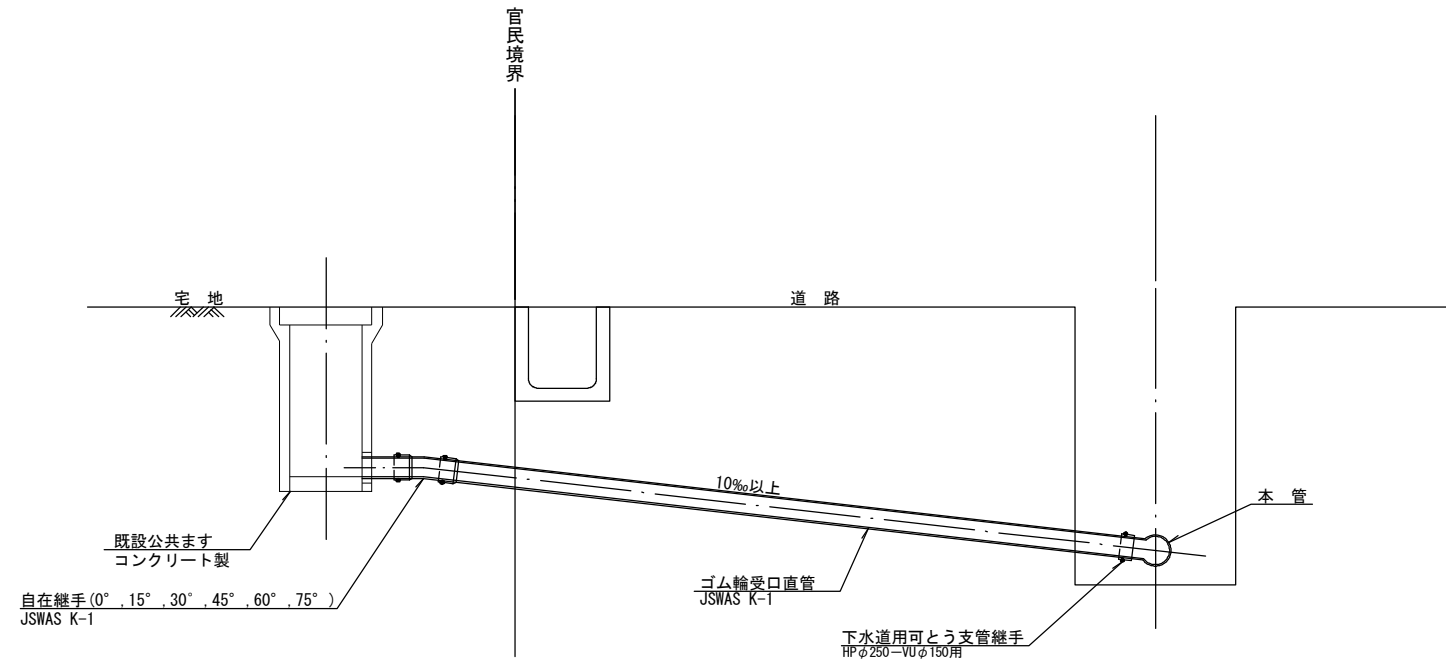 官民境界
宅　地
道　路
10‰以上
本　管
既設公共ます
コンクリート製
自在継手(0°,15°,30°,45°,60°,75°)
JSWAS K-1
ゴム輪受口直管
JSWAS K-1
下水道用可とう支管継手
HPφ250－VUφ150用